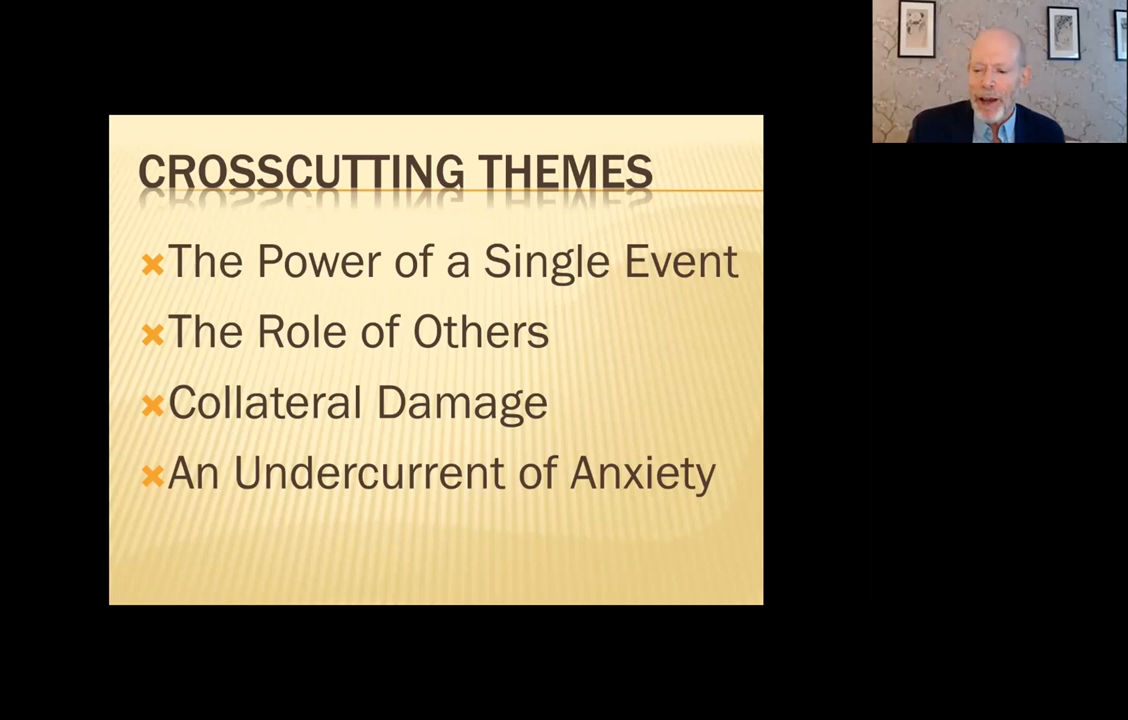 CROSSCUTTING THEMES
The Power of a Single Event
The Role of Others
Collateral Damage
An Undercurrent of Anxiety